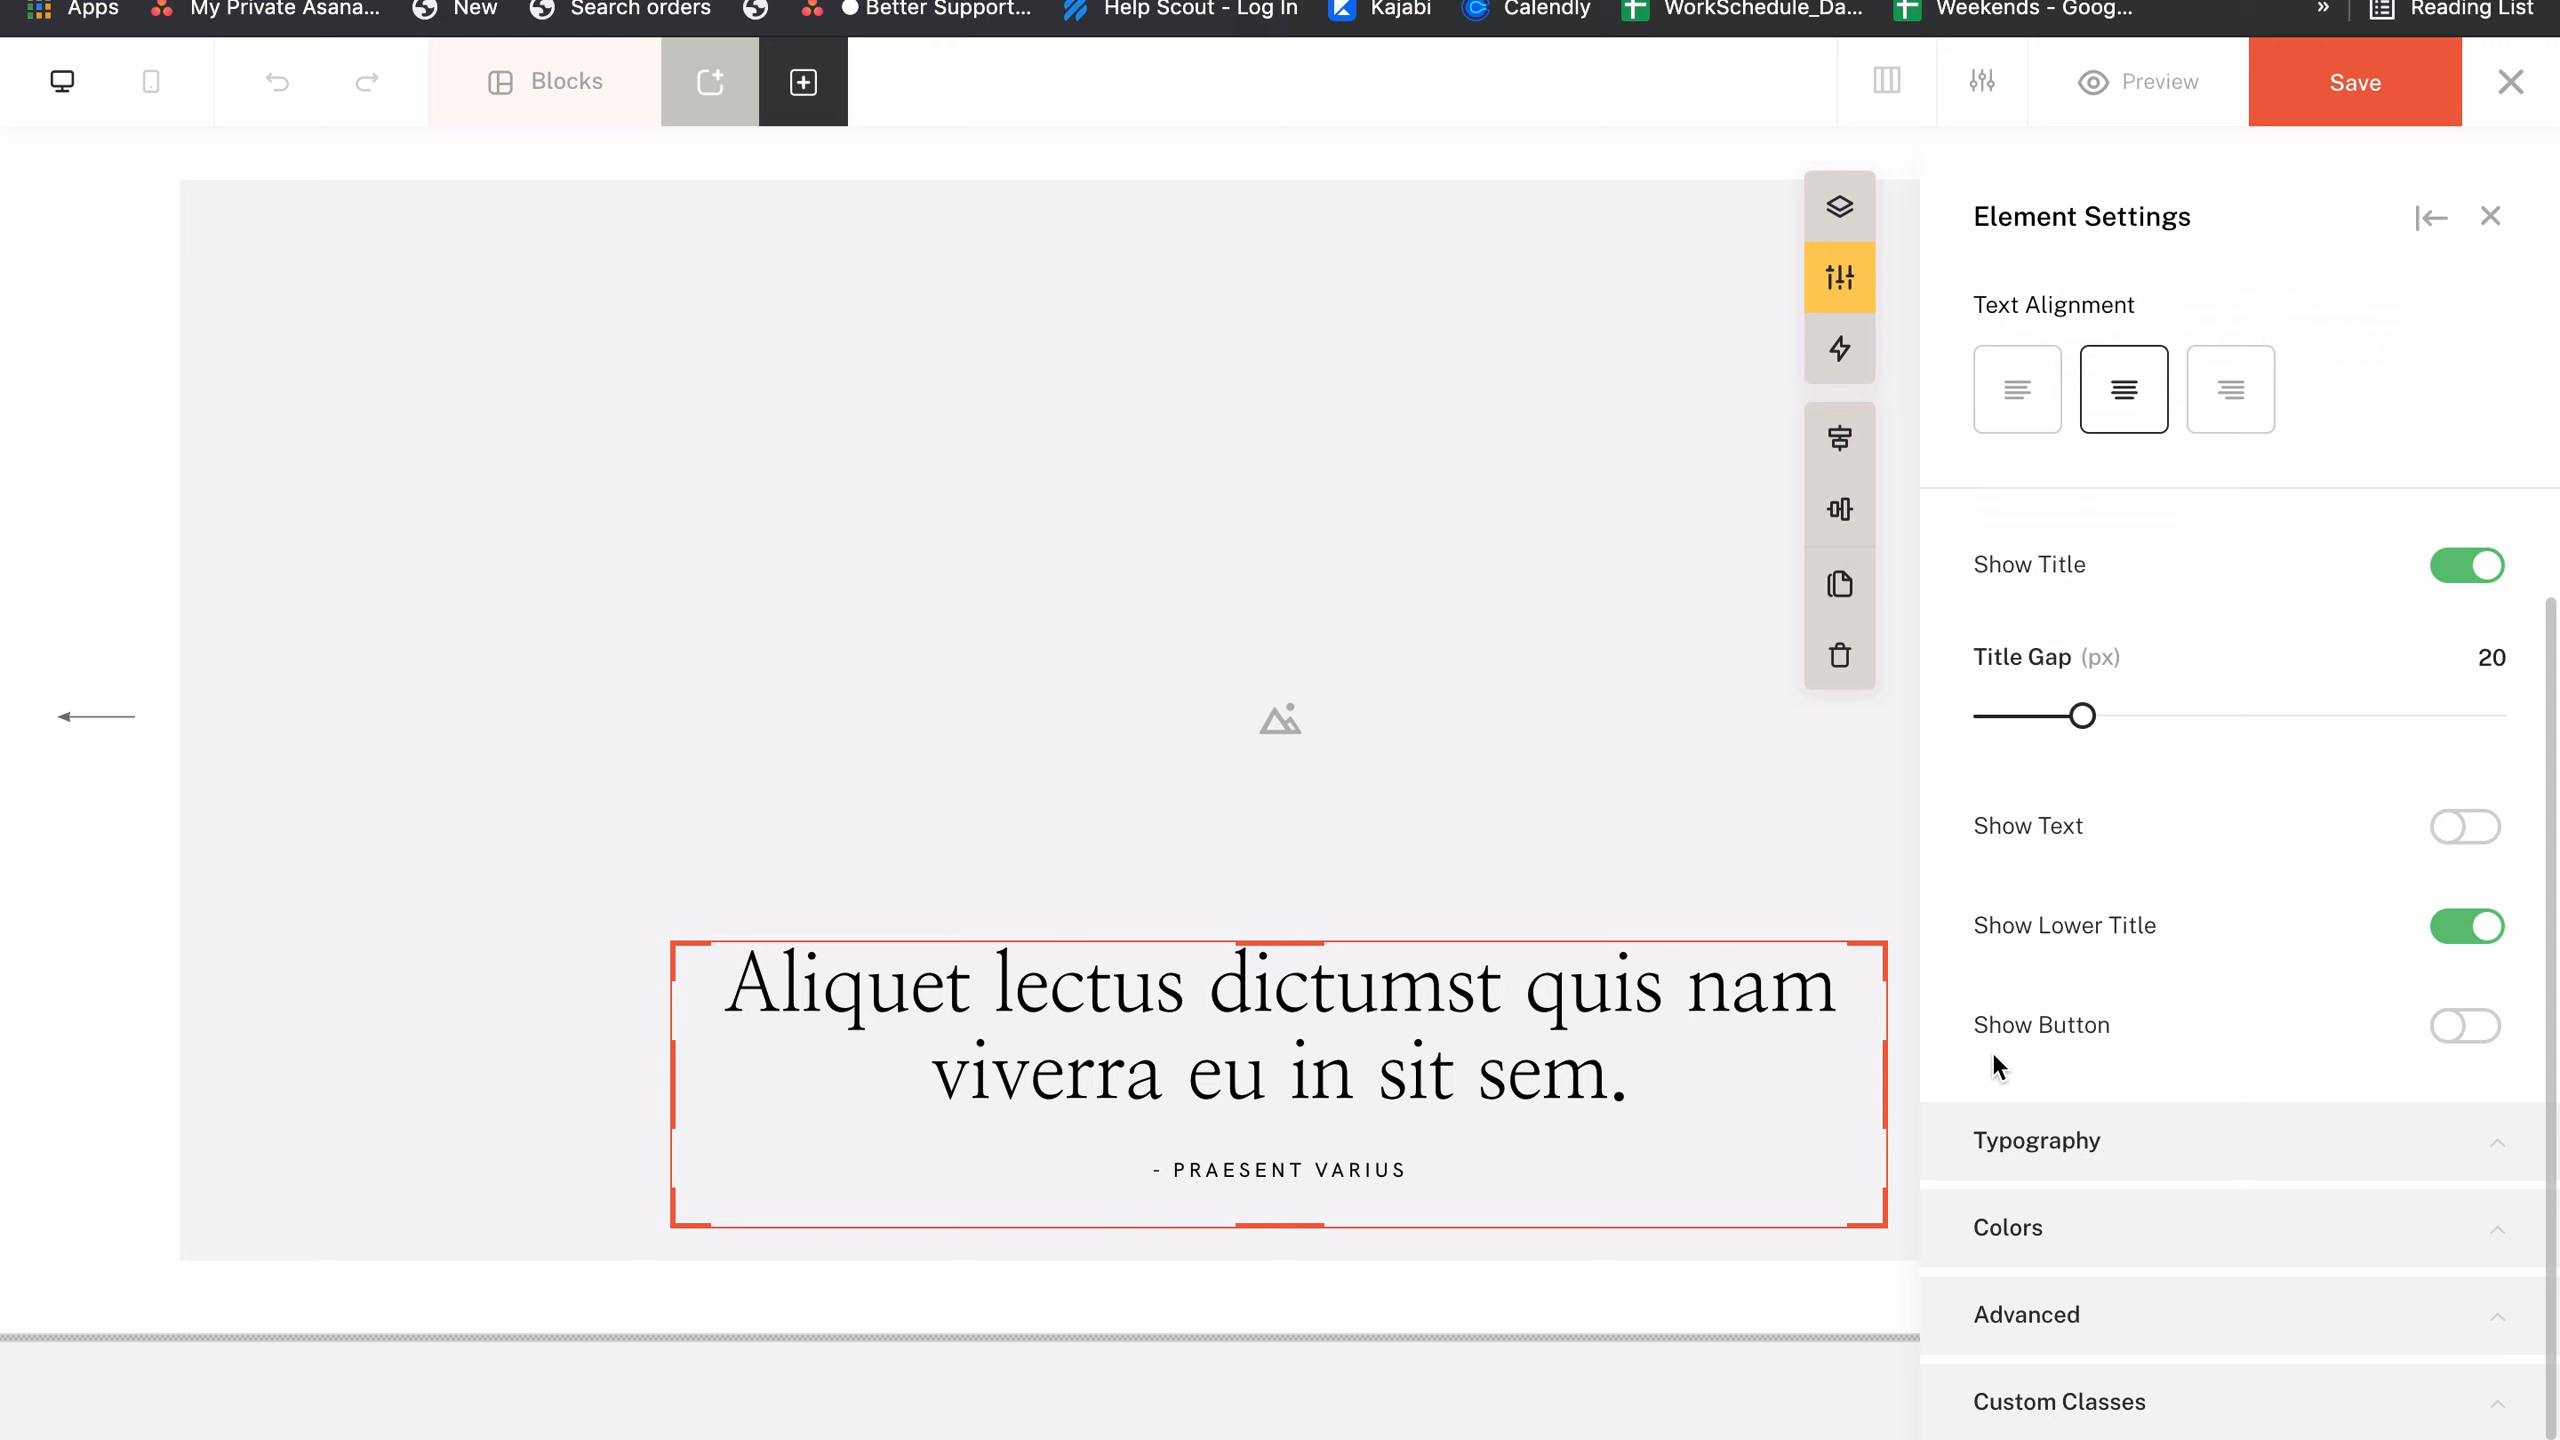 Apps My Private Asana... New Search orders Better Support... Help Scout - Log In Kajabi Calendly WorkSchedule_Da... Weekends - Goog... » Reading List
Blocks Preview Save
Element Settings
Text Alignment
Show Title
Title Gap (px) 20
Show Text
Show Lower Title
Show Button
Typography
Colors
Advanced
Custom Classes
Aliquet lectus dictumst quis nam
viverra eu in sit sem.
- PRAESENT VARIUS